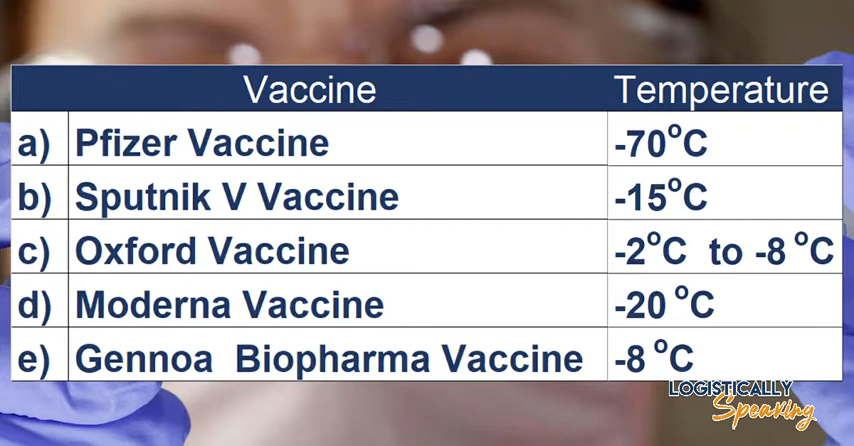 Vaccine Temperature
a) Pfizer Vaccine -70°C
b) Sputnik V Vaccine -15°C
c) Oxford Vaccine -2°C to -8 °C
d) Moderna Vaccine -20 °C
e) Gennoa Biopharma Vaccine -8 °C
LOGISTICALLY
Speaking